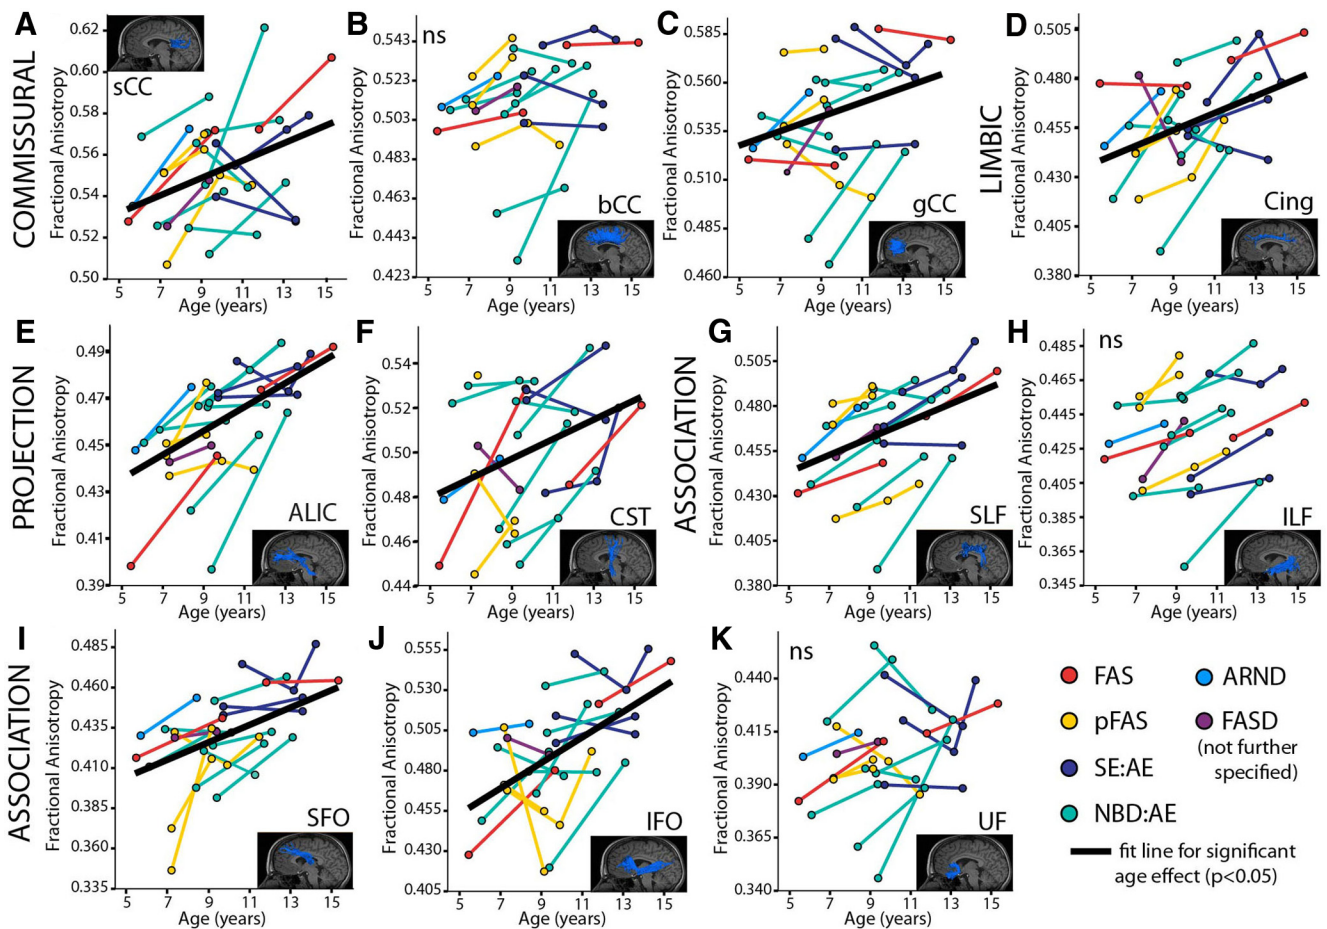 A
B
C
D
COMMISSURAL
LIMBIC
sCC
Fractional Anisotropy
0.62
0.60
0.58
0.56
0.54
0.52
0.50
5 7 9 11 13 15
Age (years)
ns
bCC
Fractional Anisotropy
0.543
0.523
0.503
0.483
0.463
0.443
0.423
5 7 9 11 13 15
Age (years)
gCC
Fractional Anisotropy
0.585
0.560
0.535
0.510
0.485
0.460
5 7 9 11 13 15
Age (years)
Cing
Fractional Anisotropy
0.505
0.480
0.455
0.430
0.405
0.380
5 7 9 11 13 15
Age (years)
E
F
G
H
PROJECTION
ASSOCIATION
ALIC
Fractional Anisotropy
0.49
0.47
0.45
0.43
0.41
0.39
5 7 9 11 13 15
Age (years)
CST
Fractional Anisotropy
0.54
0.52
0.50
0.48
0.46
0.44
5 7 9 11 13 15
Age (years)
SLF
Fractional Anisotropy
0.505
0.480
0.455
0.430
0.405
0.380
5 7 9 11 13 15
Age (years)
ns
ILF
Fractional Anisotropy
0.485
0.465
0.445
0.425
0.405
0.385
0.365
0.345
5 7 9 11 13 15
Age (years)
I
J
K
ASSOCIATION
SFO
Fractional Anisotropy
0.485
0.460
0.435
0.410
0.385
0.360
0.335
5 7 9 11 13 15
Age (years)
IFO
Fractional Anisotropy
0.555
0.530
0.505
0.480
0.455
0.430
0.405
5 7 9 11 13 15
Age (years)
ns
UF
Fractional Anisotropy
0.440
0.415
0.390
0.365
0.340
5 7 9 11 13 15
Age (years)
FAS
pFAS
SE:AE
NBD:AE
ARND
FASD
(not further
specified)
fit line for significant
age effect (p<0.05)